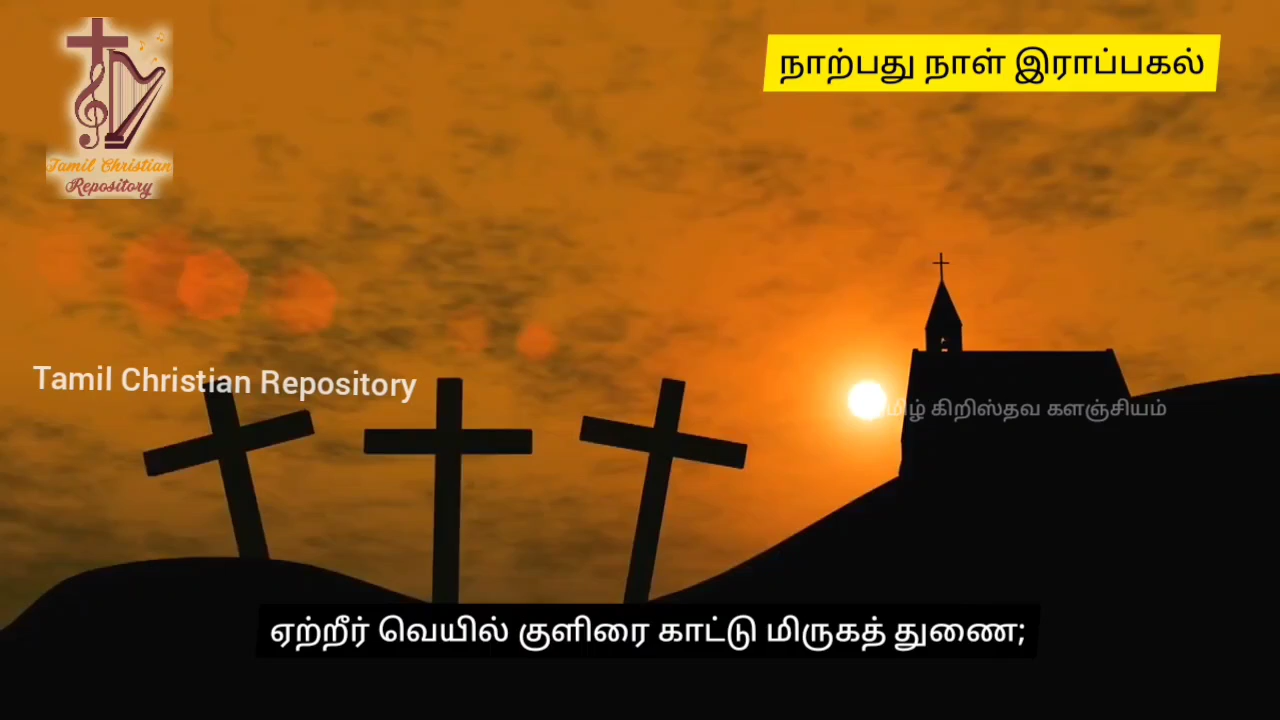 நாற்பது நாள் இராப்பகல்
Tamil Christian
Repository
Tamil Christian Repository
கிறிஸ்தவ களஞ்சியம்
ஏற்றீர் வெயில் குளிரை காட்டு மிருகத் துணை;